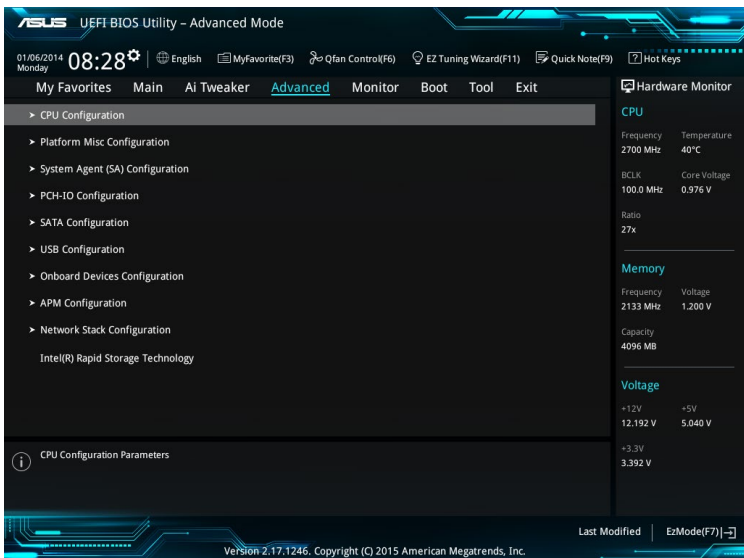 ASUS UEFI BIOS Utility – Advanced Mode
01/06/2014 Monday 08:28 English MyFavorite(F3) Qfan Control(F6) EZ Tuning Wizard(F11) Quick Note(F9) ? Hot Keys
My Favorites Main Ai Tweaker Advanced Monitor Boot Tool Exit
> CPU Configuration
> Platform Misc Configuration
> System Agent (SA) Configuration
> PCH-IO Configuration
> SATA Configuration
> USB Configuration
> Onboard Devices Configuration
> APM Configuration
> Network Stack Configuration
Intel(R) Rapid Storage Technology
i CPU Configuration Parameters
Hardware Monitor
CPU
Frequency Temperature
2700 MHz 40°C
BCLK Core Voltage
100.0 MHz 0.976 V
Ratio
27x
Memory
Frequency Voltage
2133 MHz 1.200 V
Capacity
4096 MB
Voltage
+12V +5V
12.192 V 5.040 V
+3.3V
3.392 V
Last Modified EzMode(F7)
Version 2.17.1246. Copyright (C) 2015 American Megatrends, Inc.